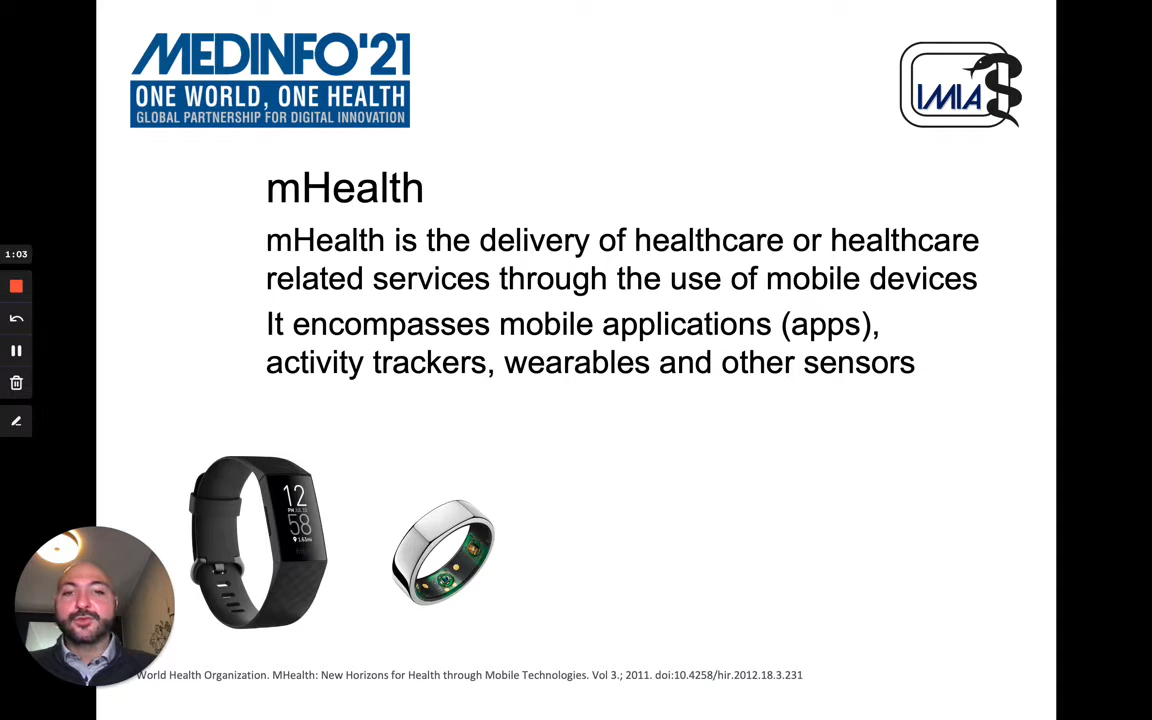 MEDINFO'21
ONE WORLD, ONE HEALTH
GLOBAL PARTNERSHIP FOR DIGITAL INNOVATION
IMIA
mHealth
mHealth is the delivery of healthcare or healthcare
related services through the use of mobile devices
It encompasses mobile applications (apps),
activity trackers, wearables and other sensors
1:03
12
58
1.63mi
World Health Organization. MHealth: New Horizons for Health through Mobile Technologies. Vol 3.; 2011. doi:10.4258/hir.2012.18.3.231